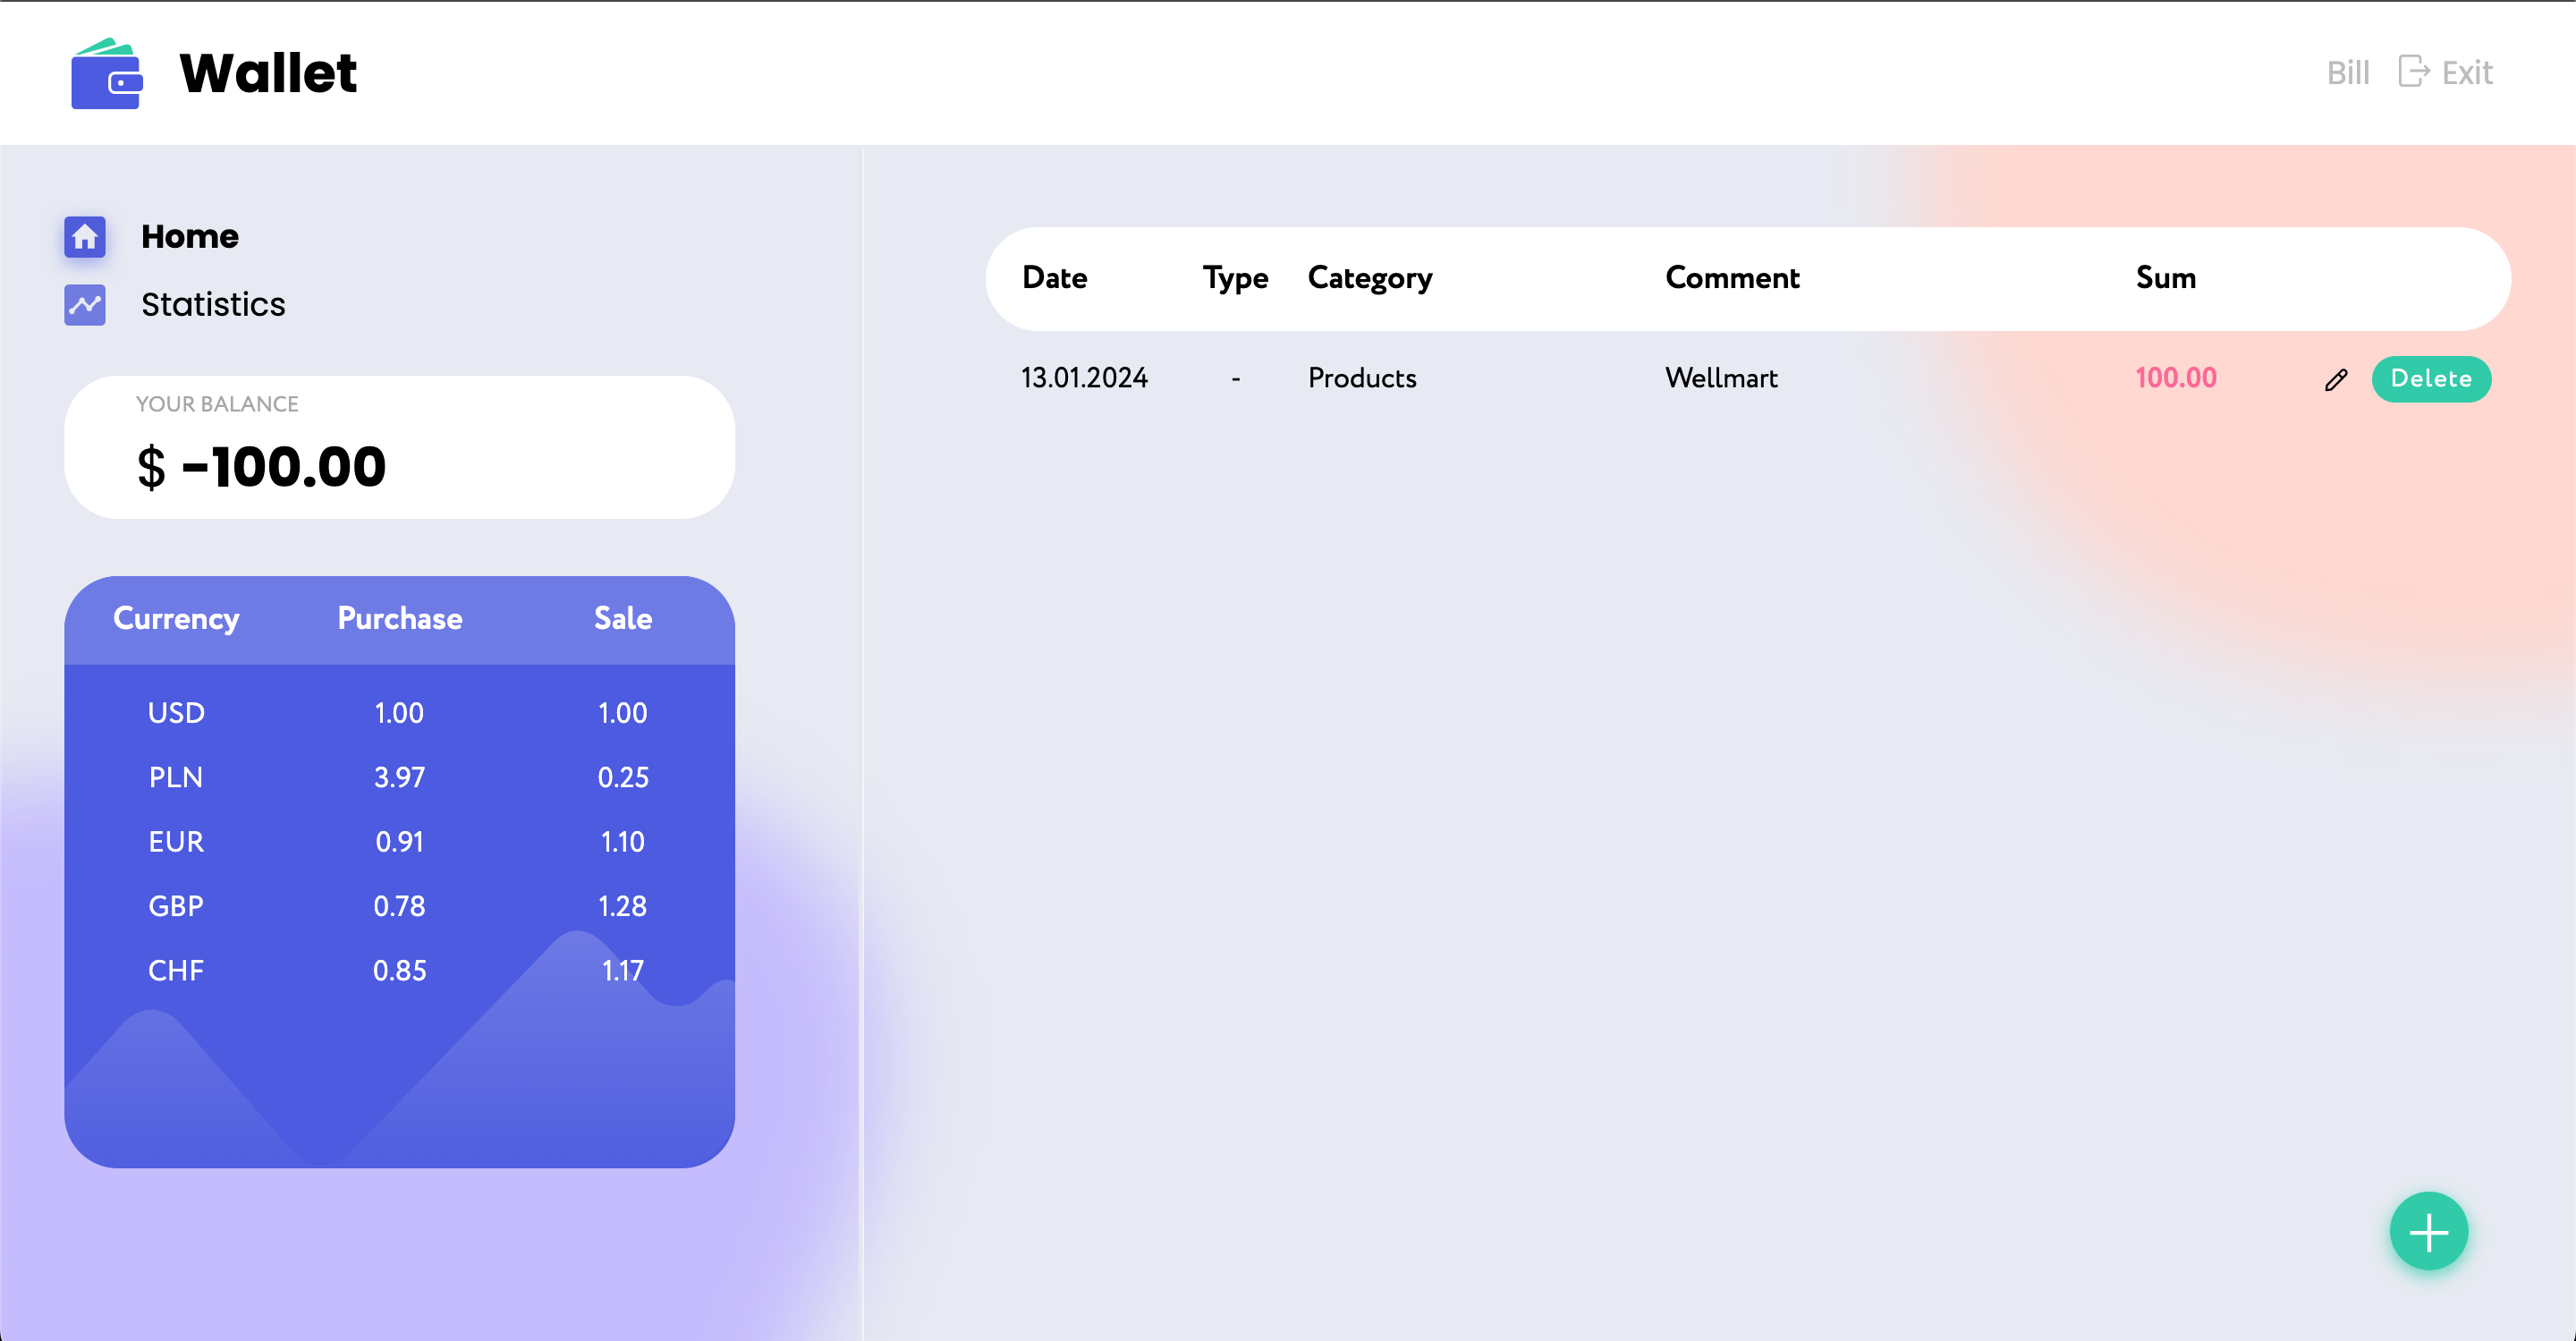 Wallet
Bill Exit
Home
Statistics
YOUR BALANCE
$ -100.00
Currency Purchase Sale
USD 1.00 1.00
PLN 3.97 0.25
EUR 0.91 1.10
GBP 0.78 1.28
CHF 0.85 1.17
Date Type Category Comment Sum
13.01.2024 - Products Wellmart 100.00 Delete